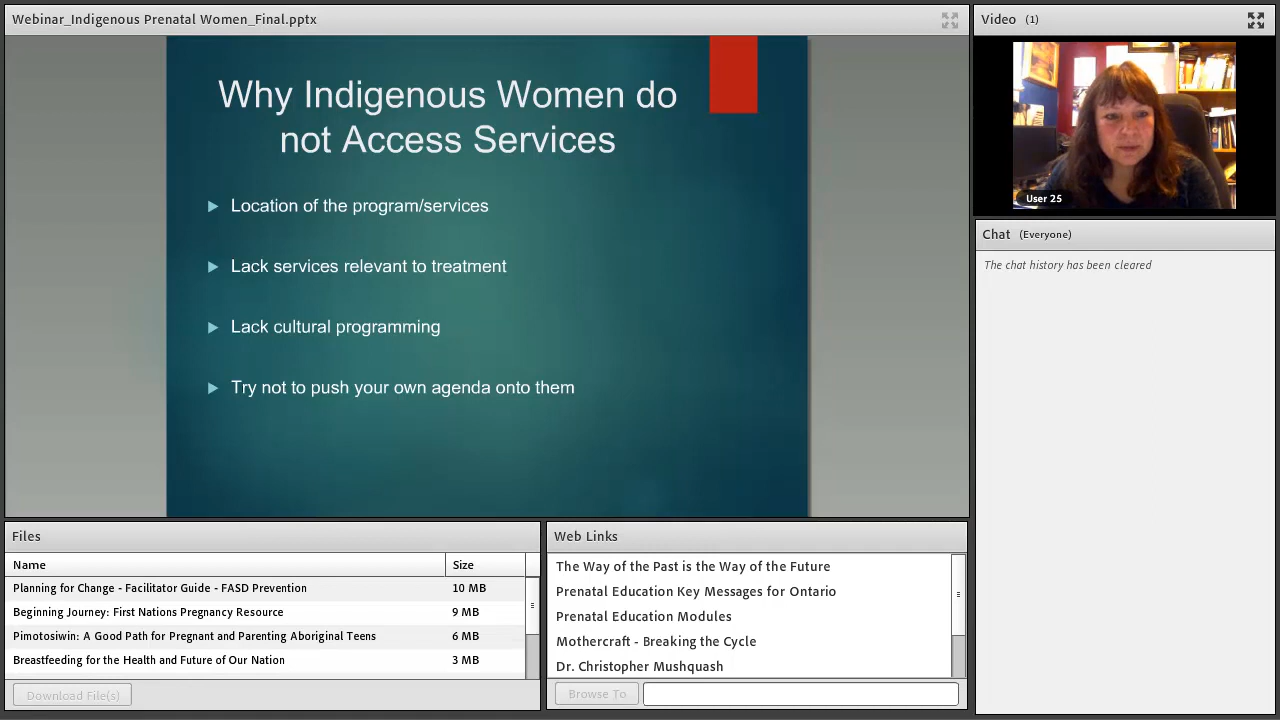 Webinar_Indigenous Prenatal Women_Final.pptx
Why Indigenous Women do
not Access Services
Location of the program/services
Lack services relevant to treatment
Lack cultural programming
Try not to push your own agenda onto them
Video (1)
User 25
Chat (Everyone)
The chat history has been cleared
Files
Name Size
Planning for Change - Facilitator Guide - FASD Prevention 10 MB
Beginning Journey: First Nations Pregnancy Resource 9 MB
Pimotosiwin: A Good Path for Pregnant and Parenting Aboriginal Teens 6 MB
Breastfeeding for the Health and Future of Our Nation 3 MB
Download File(s)
Web Links
The Way of the Past is the Way of the Future
Prenatal Education Key Messages for Ontario
Prenatal Education Modules
Mothercraft - Breaking the Cycle
Dr. Christopher Mushquash
Browse To